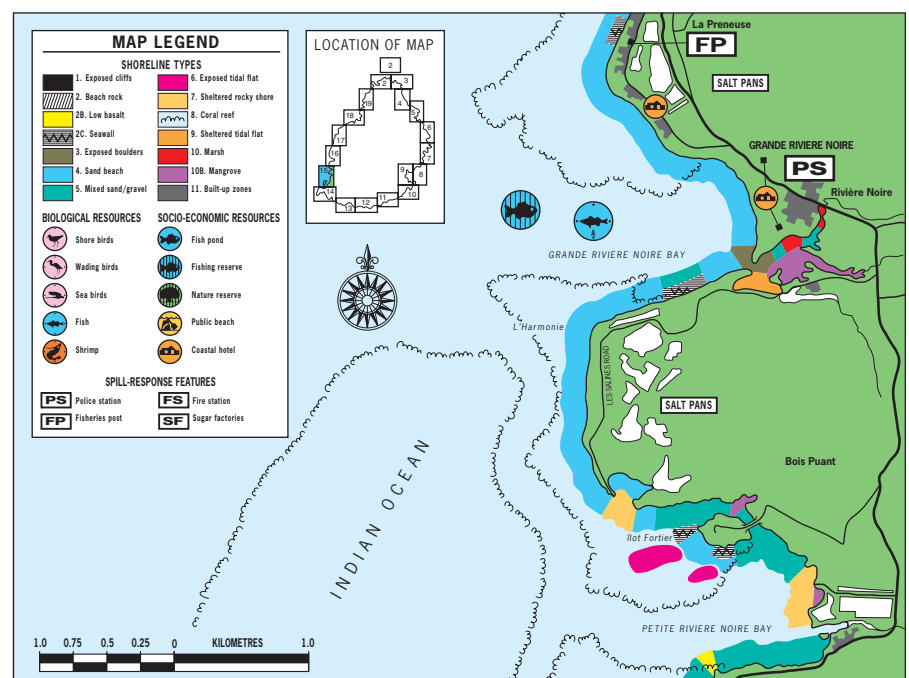 MAP LEGEND
SHORELINE TYPES
1. Exposed cliffs
2. Beach rock
2B. Low basalt
2C. Seawall
3. Exposed boulders
4. Sand beach
5. Mixed sand/gravel
6. Exposed tidal flat
7. Sheltered rocky shore
8. Coral reef
9. Sheltered tidal flat
10. Marsh
10B. Mangrove
11. Built-up zones
BIOLOGICAL RESOURCES
Shore birds
Wading birds
Sea birds
Fish
Shrimp
SOCIO-ECONOMIC RESOURCES
Fish pond
Fishing reserve
Nature reserve
Public beach
Coastal hotel
SPILL-RESPONSE FEATURES
PS Police station
FP Fisheries post
FS Fire station
SF Sugar factories
LOCATION OF MAP
2
2
3
19
4
5
18
6
17
7
16
15
9
8
14
10
11
12
13
La Preneuse
FP
SALT PANS
GRANDE RIVIERE NOIRE
PS
Rivière Noire
A
GRANDE RIVIERE NOIRE BAY
L'Harmonie
LES SALINES ROAD
SALT PANS
Bois Puant
INDIAN OCEAN
Ilot Fortier
PETITE RIVIERE NOIRE BAY
1.0 0.75 0.5 0.25 0 KILOMETRES 1.0